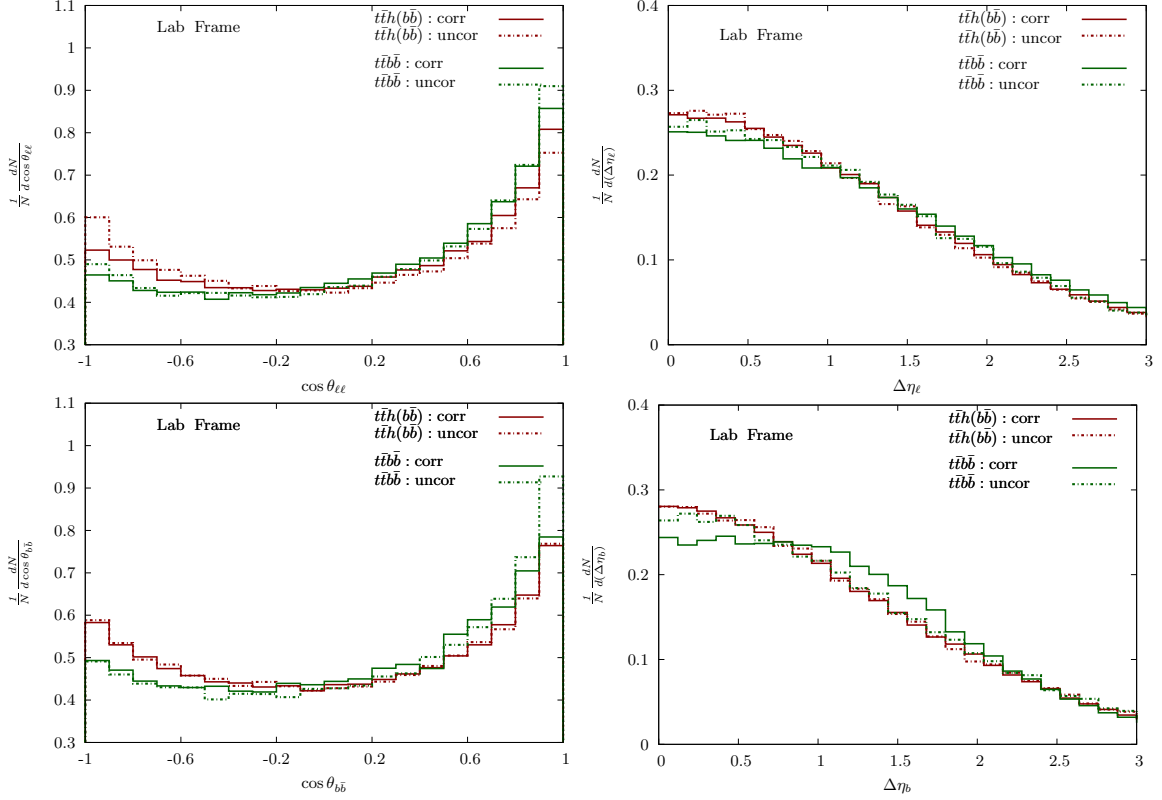 Lab Frame
tt̄h(bb̄) : corr
tt̄h(bb̄) : uncor
tt̄bb̄ : corr
tt̄bb̄ : uncor
1/N dN/d cos θ_ℓℓ
1.1
1
0.9
0.8
0.7
0.6
0.5
0.4
0.3
-1 -0.6 -0.2 0.2 0.6 1
cos θ_ℓℓ
Lab Frame
tt̄h(bb̄) : corr
tt̄h(bb̄) : uncor
tt̄bb̄ : corr
tt̄bb̄ : uncor
1/N dN/d(Δη_ℓ)
0.4
0.3
0.2
0.1
0
0 0.5 1 1.5 2 2.5 3
Δη_ℓ
Lab Frame
tt̄h(bb̄) : corr
tt̄h(bb̄) : uncor
tt̄bb̄ : corr
tt̄bb̄ : uncor
1/N dN/d cos θ_bb̄
1.1
1
0.9
0.8
0.7
0.6
0.5
0.4
0.3
-1 -0.6 -0.2 0.2 0.6 1
cos θ_bb̄
Lab Frame
tt̄h(bb̄) : corr
tt̄h(bb̄) : uncor
tt̄bb̄ : corr
tt̄bb̄ : uncor
1/N dN/d(Δη_b)
0.4
0.3
0.2
0.1
0
0 0.5 1 1.5 2 2.5 3
Δη_b